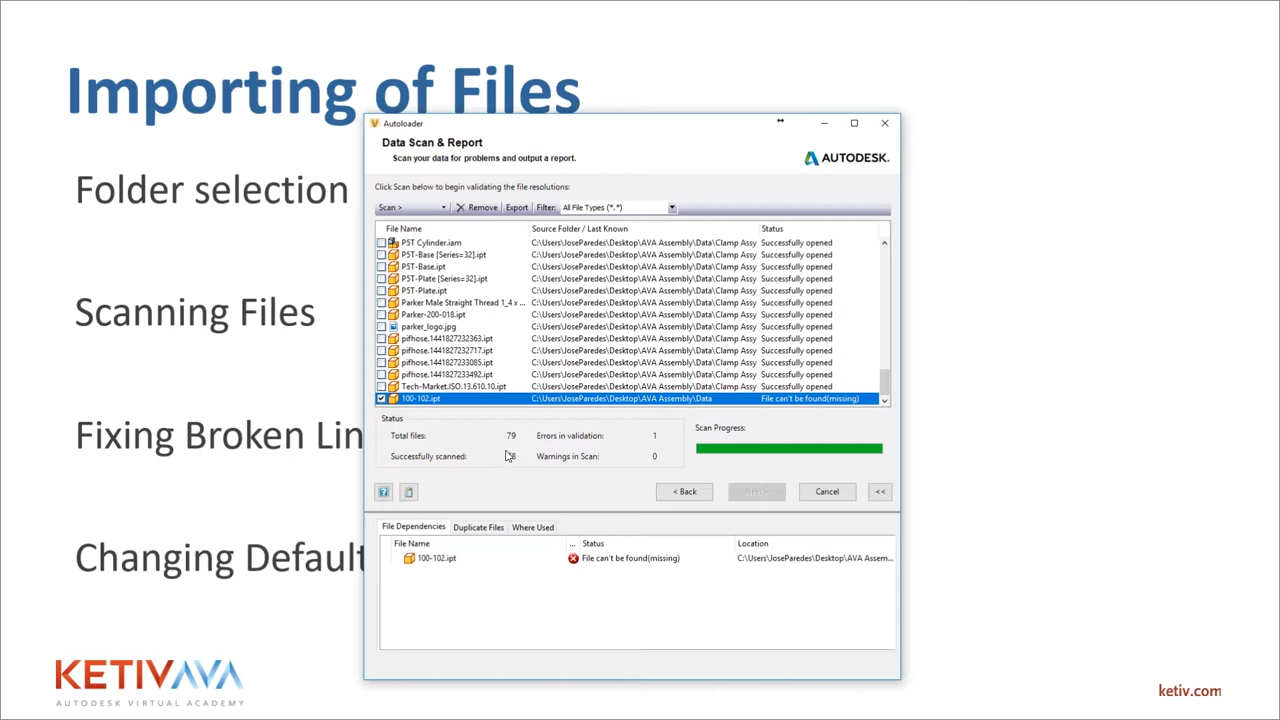 Importing of Files
Folder selection
Scanning Files
Fixing Broken Lin
Changing Default
KETIVAVA
AUTODESK VIRTUAL ACADEMY
ketiv.com
Autoloader
Data Scan & Report
Scan your data for problems and output a report.
AUTODESK.
Click Scan below to begin validating the file resolutions:
Scan > Remove Export Filter: All File Types (*.*)
File Name Source Folder / Last Known Status
P5T Cylinder.iam C:\Users\JoseParedes\Desktop\AVA Assembly\Data\Clamp Assy Successfully opened
P5T-Base [Series=32].ipt C:\Users\JoseParedes\Desktop\AVA Assembly\Data\Clamp Assy Successfully opened
P5T-Base.ipt C:\Users\JoseParedes\Desktop\AVA Assembly\Data\Clamp Assy Successfully opened
P5T-Plate [Series=32].ipt C:\Users\JoseParedes\Desktop\AVA Assembly\Data\Clamp Assy Successfully opened
P5T-Plate.ipt C:\Users\JoseParedes\Desktop\AVA Assembly\Data\Clamp Assy Successfully opened
Parker Male Straight Thread 1_4 x ... C:\Users\JoseParedes\Desktop\AVA Assembly\Data\Clamp Assy Successfully opened
Parker-200-018.ipt C:\Users\JoseParedes\Desktop\AVA Assembly\Data\Clamp Assy Successfully opened
parker_logo.jpg C:\Users\JoseParedes\Desktop\AVA Assembly\Data\Clamp Assy Successfully opened
pifhose.1441827232363.ipt C:\Users\JoseParedes\Desktop\AVA Assembly\Data\Clamp Assy Successfully opened
pifhose.1441827232717.ipt C:\Users\JoseParedes\Desktop\AVA Assembly\Data\Clamp Assy Successfully opened
pifhose.1441827233085.ipt C:\Users\JoseParedes\Desktop\AVA Assembly\Data\Clamp Assy Successfully opened
pifhose.1441827233492.ipt C:\Users\JoseParedes\Desktop\AVA Assembly\Data\Clamp Assy Successfully opened
Tech-Market.ISO.13.610.10.ipt C:\Users\JoseParedes\Desktop\AVA Assembly\Data\Clamp Assy Successfully opened
100-102.ipt C:\Users\JoseParedes\Desktop\AVA Assembly\Data File can't be found(missing)
Status
Total files: 79 Errors in validation: 1
Successfully scanned: Warnings in Scan: 0
Scan Progress:
< Back Next > Cancel <<
File Dependencies Duplicate Files Where Used
File Name ... Status Location
100-102.ipt File can't be found(missing) C:\Users\JoseParedes\Desktop\AVA Assem...